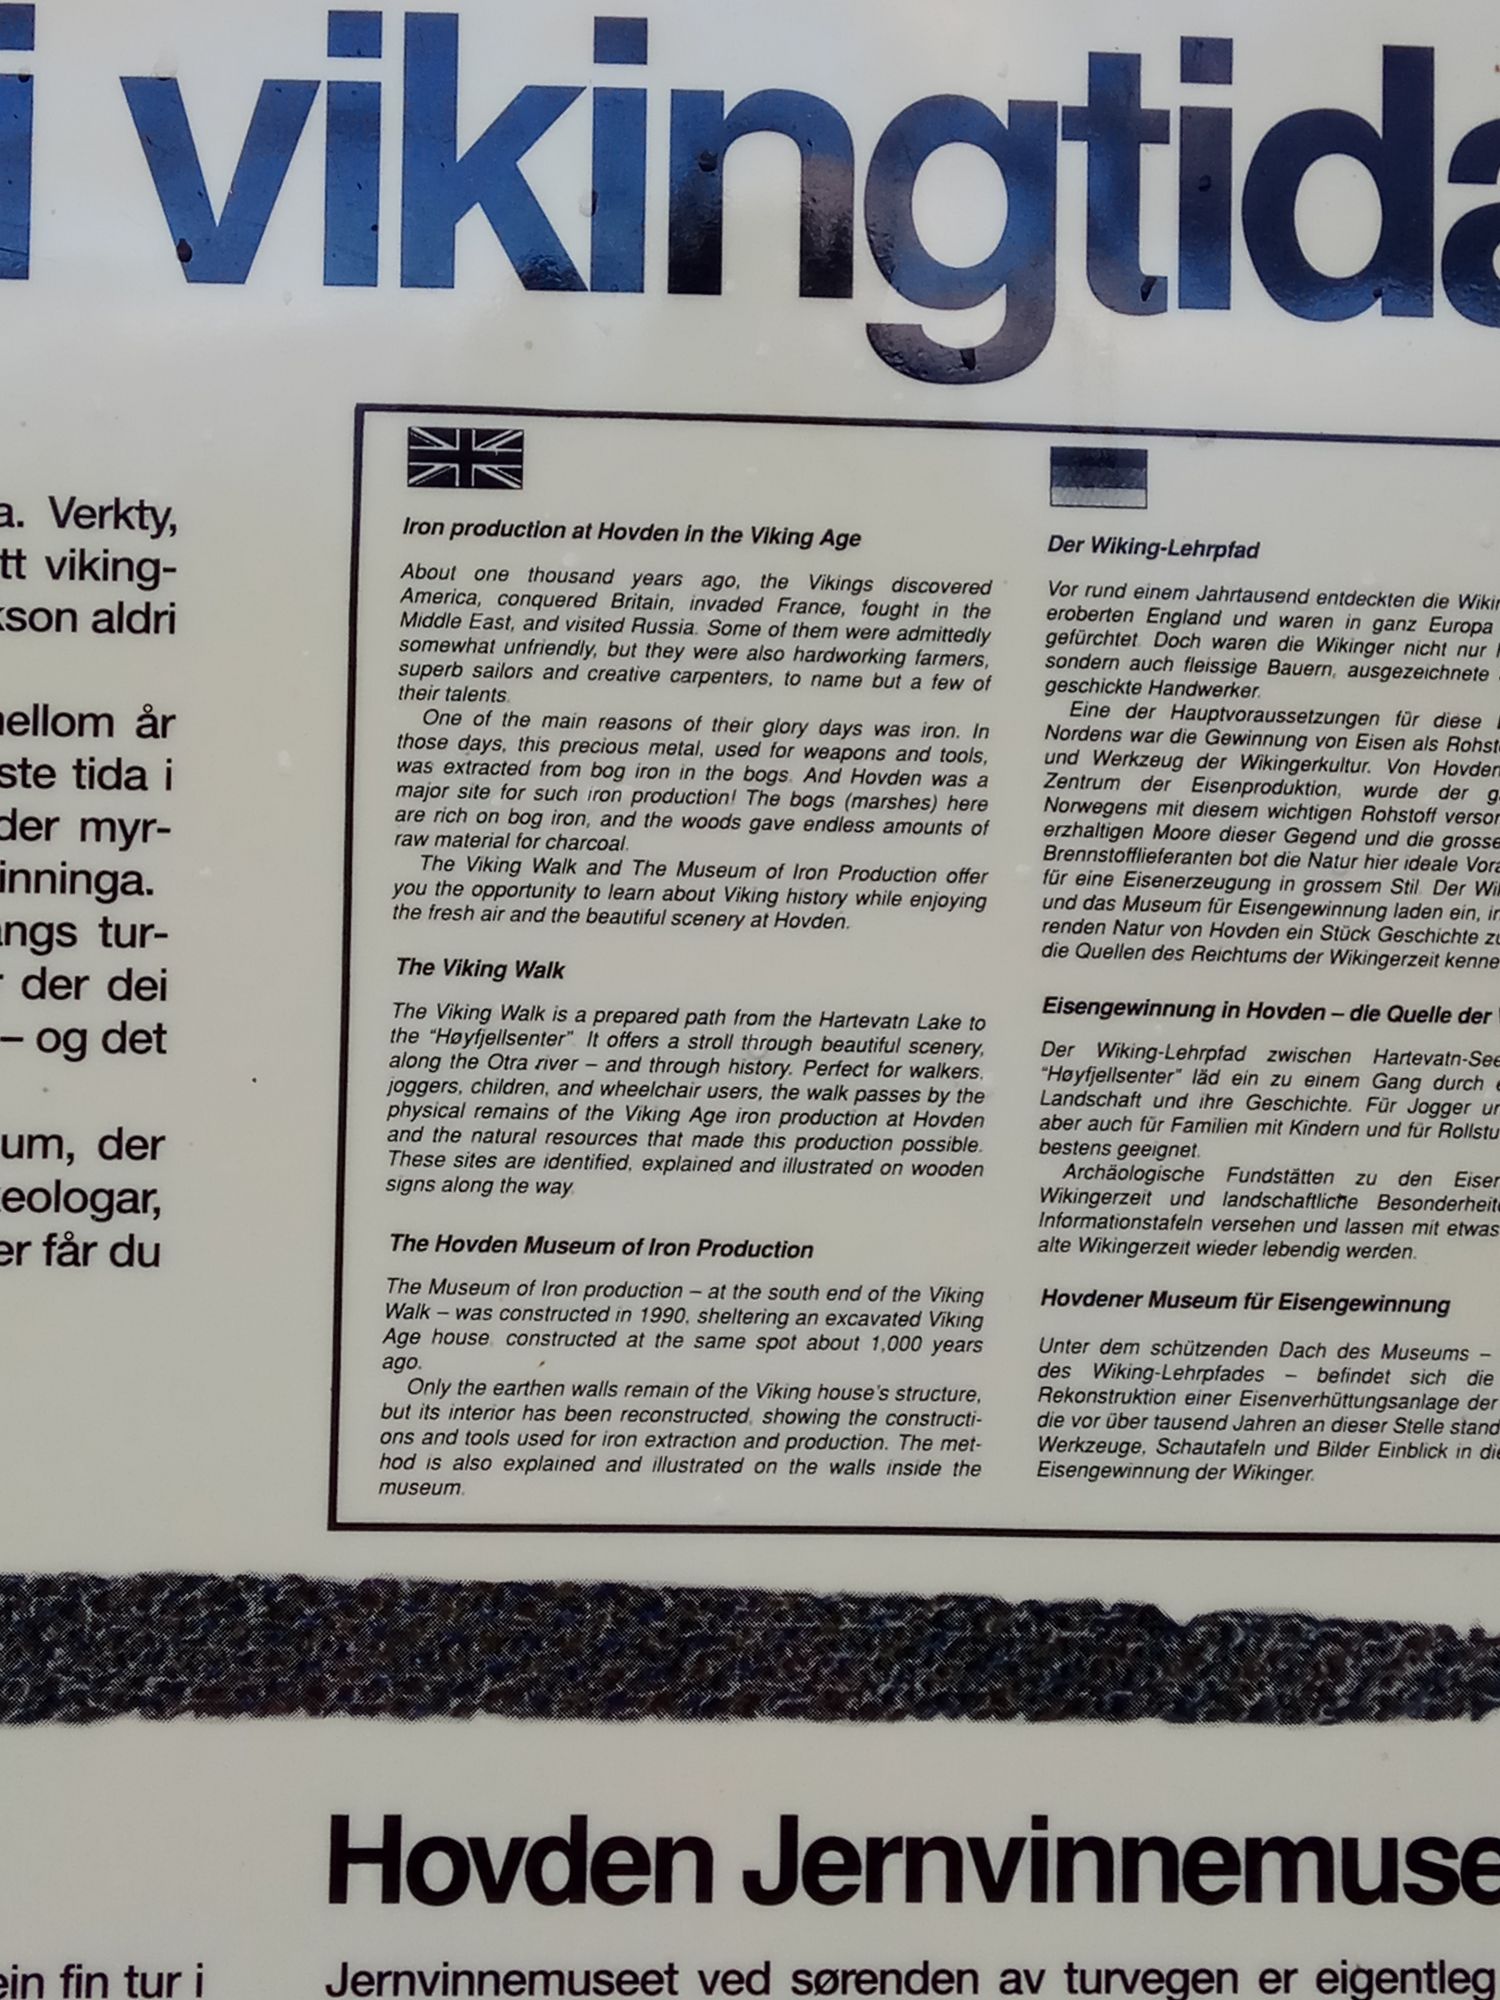 i vikingtida
a. Verkty,
tt viking-
kson aldri
mellom år
ste tida i
der myr-
inninga.
angs tur-
r der dei
– og det
um, der
keologar,
er får du
Iron production at Hovden in the Viking Age
About one thousand years ago, the Vikings discovered
America, conquered Britain, invaded France, fought in the
Middle East, and visited Russia. Some of them were admittedly
somewhat unfriendly, but they were also hardworking farmers,
superb sailors and creative carpenters, to name but a few of
their talents.
One of the main reasons of their glory days was iron. In
those days, this precious metal, used for weapons and tools,
was extracted from bog iron in the bogs. And Hovden was a
major site for such iron production! The bogs (marshes) here
are rich on bog iron, and the woods gave endless amounts of
raw material for charcoal.
The Viking Walk and The Museum of Iron Production offer
you the opportunity to learn about Viking history while enjoying
the fresh air and the beautiful scenery at Hovden.
The Viking Walk
The Viking Walk is a prepared path from the Hartevatn Lake to
the “Høyfjellsenter”. It offers a stroll through beautiful scenery,
along the Otra river – and through history. Perfect for walkers,
joggers, children, and wheelchair users, the walk passes by the
physical remains of the Viking Age iron production at Hovden
and the natural resources that made this production possible.
These sites are identified, explained and illustrated on wooden
signs along the way.
The Hovden Museum of Iron Production
The Museum of Iron production – at the south end of the Viking
Walk – was constructed in 1990, sheltering an excavated Viking
Age house, constructed at the same spot about 1,000 years
ago.
Only the earthen walls remain of the Viking house's structure,
but its interior has been reconstructed, showing the constructi-
ons and tools used for iron extraction and production. The met-
hod is also explained and illustrated on the walls inside the
museum.
Der Wiking-Lehrpfad
Vor rund einem Jahrtausend entdeckten die Wikin
eroberten England und waren in ganz Europa
gefürchtet. Doch waren die Wikinger nicht nur
sondern auch fleissige Bauern, ausgezeichnete
geschickte Handwerker.
Eine der Hauptvoraussetzungen für diese
Nordens war die Gewinnung von Eisen als Rohst
und Werkzeug der Wikingerkultur. Von Hovden
Zentrum der Eisenproduktion, wurde der g
Norwegens mit diesem wichtigen Rohstoff versor
erzhaltigen Moore dieser Gegend und die grosse
Brennstofflieferanten bot die Natur hier ideale Vora
für eine Eisenerzeugung in grossem Stil. Der Wi
und das Museum für Eisengewinnung laden ein, in
renden Natur von Hovden ein Stück Geschichte zu
die Quellen des Reichtums der Wikingerzeit kenne
Eisengewinnung in Hovden – die Quelle der
Der Wiking-Lehrpfad zwischen Hartevatn-See
“Høyfjellsenter” läd ein zu einem Gang durch e
Landschaft und ihre Geschichte. Für Jogger un
aber auch für Familien mit Kindern und für Rollstu
bestens geeignet.
Archäologische Fundstätten zu den Eisen
Wikingerzeit und landschaftliche Besonderheite
Informationstafeln versehen und lassen mit etwas
alte Wikingerzeit wieder lebendig werden.
Hovdener Museum für Eisengewinnung
Unter dem schützenden Dach des Museums –
des Wiking-Lehrpfades – befindet sich die
Rekonstruktion einer Eisenverhüttungsanlage der
die vor über tausend Jahren an dieser Stelle stand
Werkzeuge, Schautafeln und Bilder Einblick in die
Eisengewinnung der Wikinger.
Hovden Jernvinnemuse
ein fin tur i
Jernvinnemuseet ved sørenden av turvegen er eigentleg